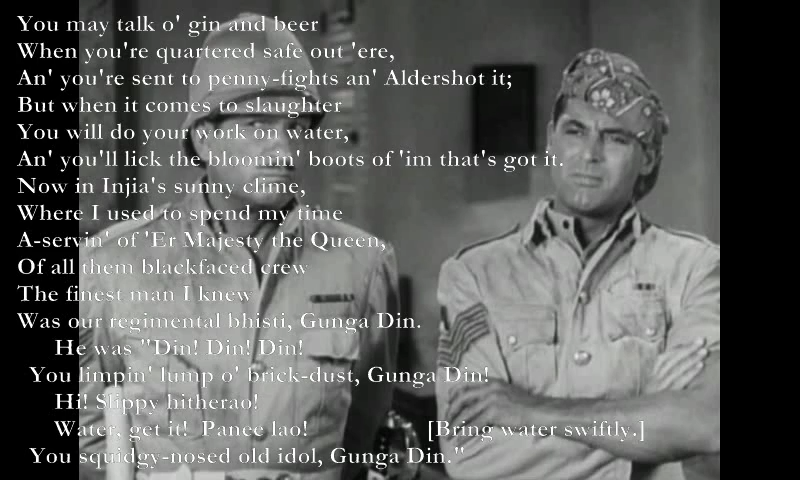 You may talk o' gin and beer
When you're quartered safe out 'ere,
An' you're sent to penny-fights an' Aldershot it;
But when it comes to slaughter
You will do your work on water,
An' you'll lick the bloomin' boots of 'im that's got it.
Now in Injia's sunny clime,
Where I used to spend my time
A-servin' of 'Er Majesty the Queen,
Of all them blackfaced crew
The finest man I knew
Was our regimental bhisti, Gunga Din.
He was "Din! Din! Din!
You limpin' lump o' brick-dust, Gunga Din!
Hi! Slippy hitherao!
Water, get it! Panee lao! [Bring water swiftly.]
You squidgy-nosed old idol, Gunga Din."